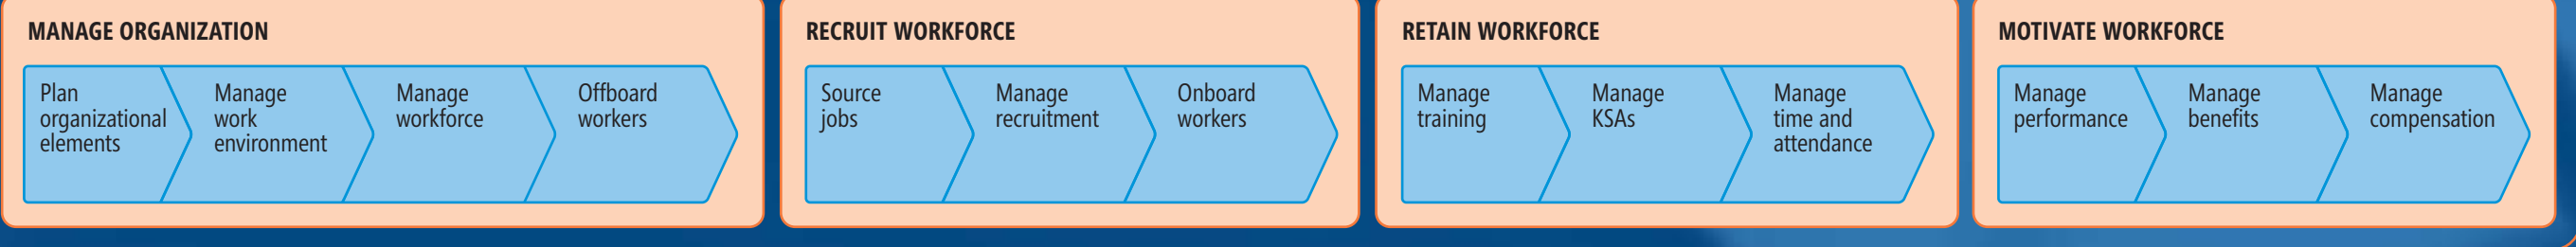 MANAGE ORGANIZATION
Plan
organizational
elements
Manage
work
environment
Manage
workforce
Offboard
workers
RECRUIT WORKFORCE
Source
jobs
Manage
recruitment
Onboard
workers
RETAIN WORKFORCE
Manage
training
Manage
KSAs
Manage
time and
attendance
MOTIVATE WORKFORCE
Manage
performance
Manage
benefits
Manage
compensation